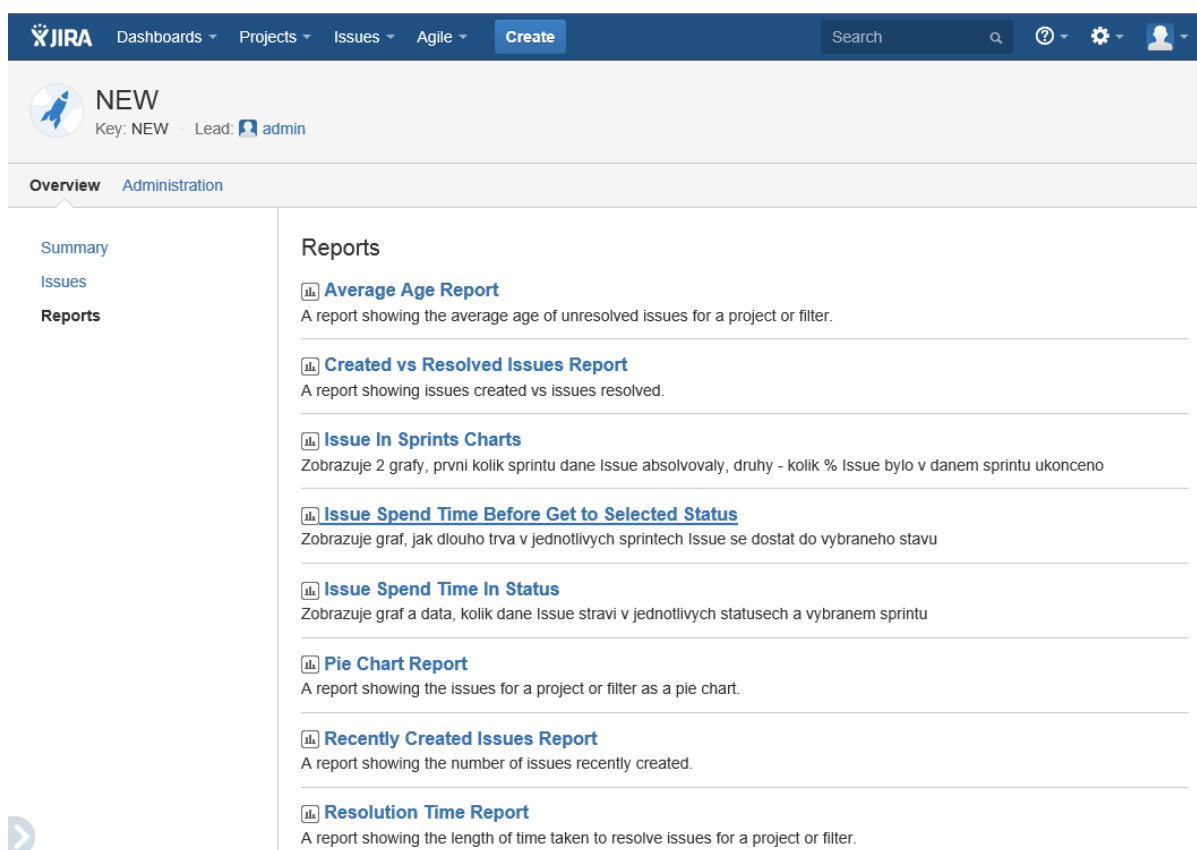 JIRA Dashboards Projects Issues Agile Create Search
NEW
Key: NEW · Lead: admin
Overview Administration
Summary
Issues
Reports
Reports
Average Age Report
A report showing the average age of unresolved issues for a project or filter.
Created vs Resolved Issues Report
A report showing issues created vs issues resolved.
Issue In Sprints Charts
Zobrazuje 2 grafy, prvni kolik sprintu dane Issue absolvovaly, druhy - kolik % Issue bylo v danem sprintu ukonceno
Issue Spend Time Before Get to Selected Status
Zobrazuje graf, jak dlouho trva v jednotlivych sprintech Issue se dostat do vybraneho stavu
Issue Spend Time In Status
Zobrazuje graf a data, kolik dane Issue stravi v jednotlivych statusech a vybranem sprintu
Pie Chart Report
A report showing the issues for a project or filter as a pie chart.
Recently Created Issues Report
A report showing the number of issues recently created.
Resolution Time Report
A report showing the length of time taken to resolve issues for a project or filter.